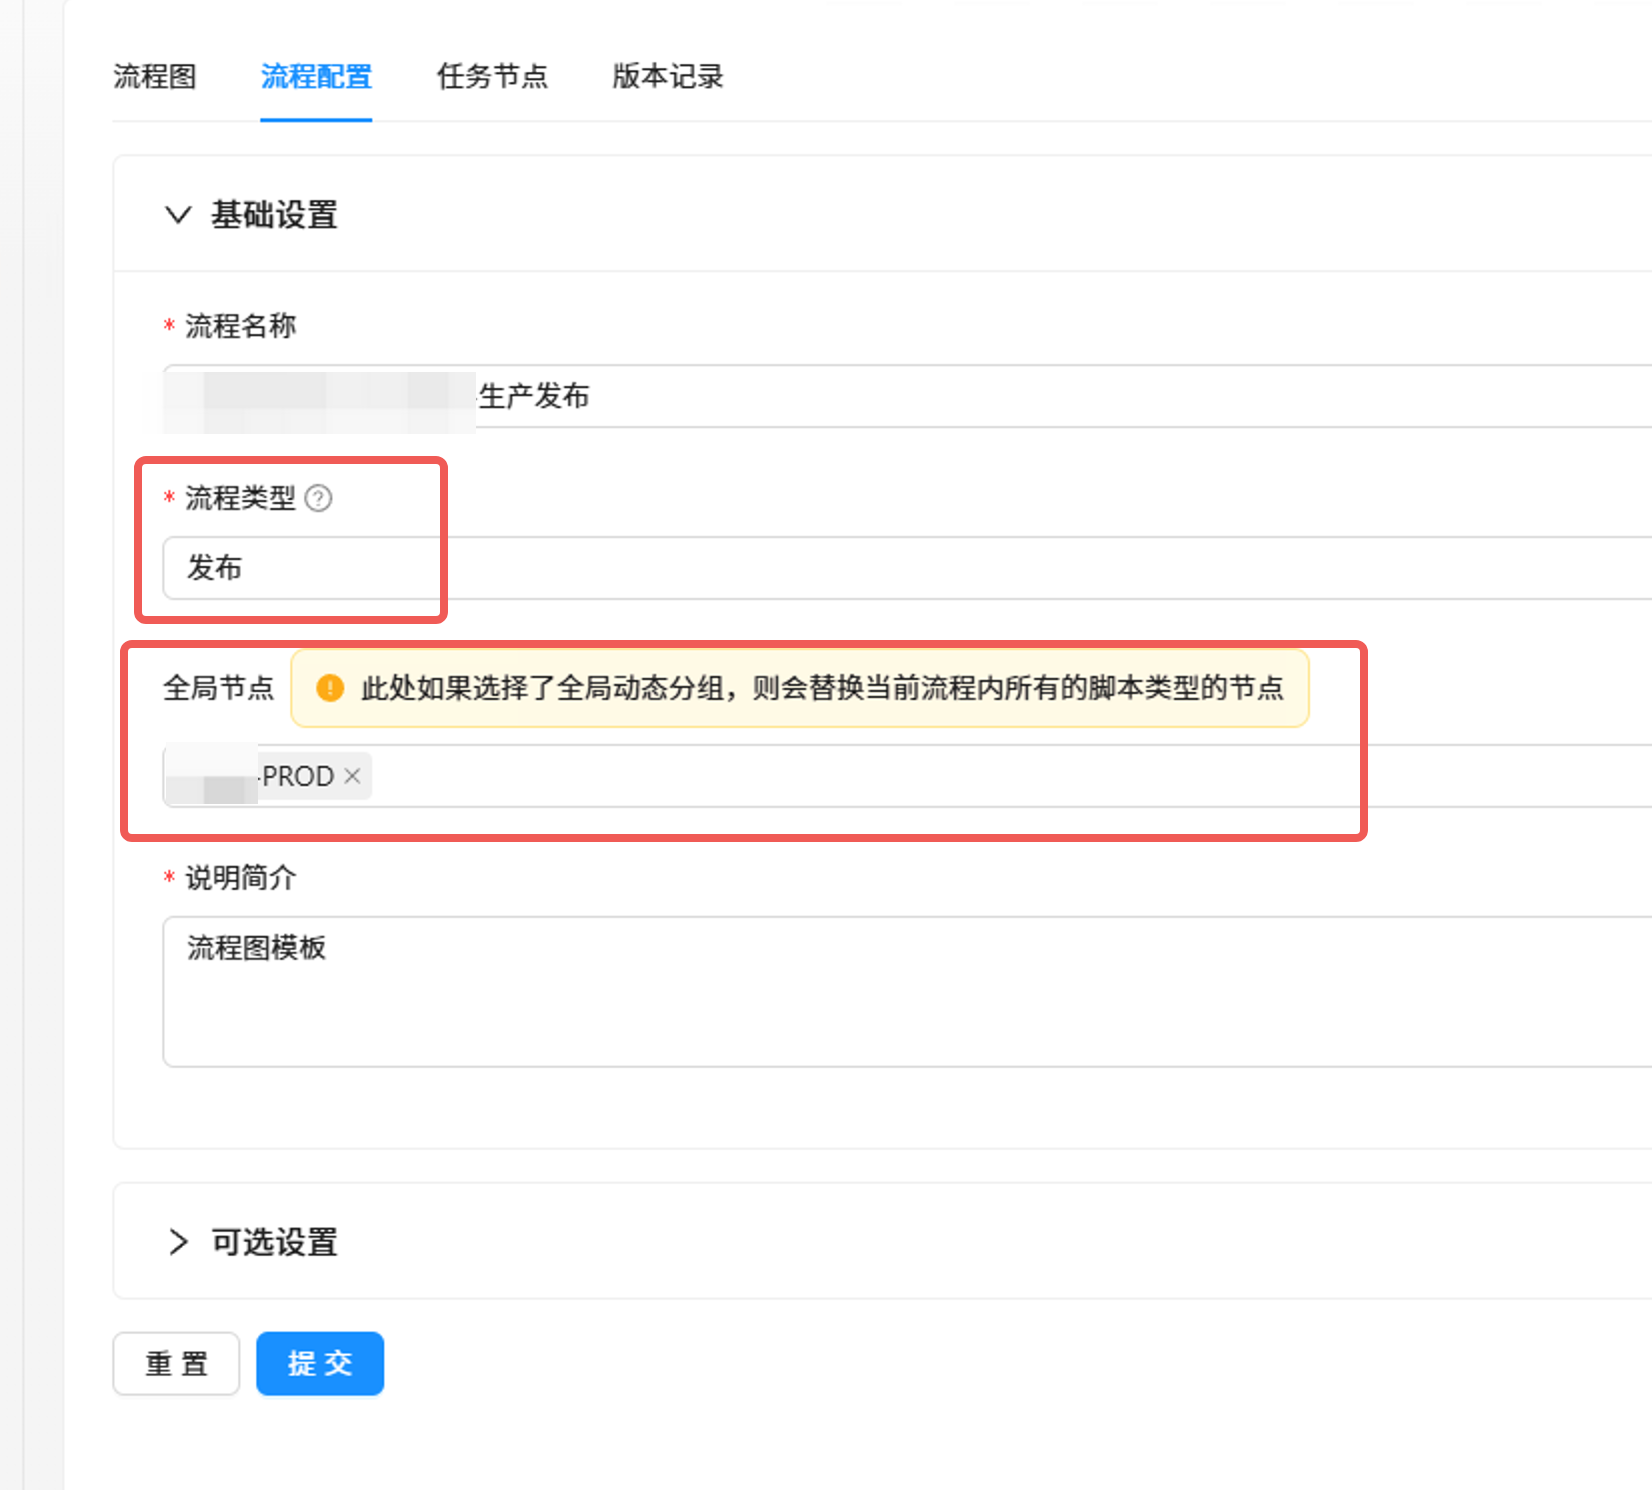 流程图 流程配置 任务节点 版本记录
基础设置
* 流程名称
-生产发布
* 流程类型 ?
发布
全局节点 ! 此处如果选择了全局动态分组，则会替换当前流程内所有的脚本类型的节点
-PROD ×
* 说明简介
流程图模板
可选设置
重 置 提 交